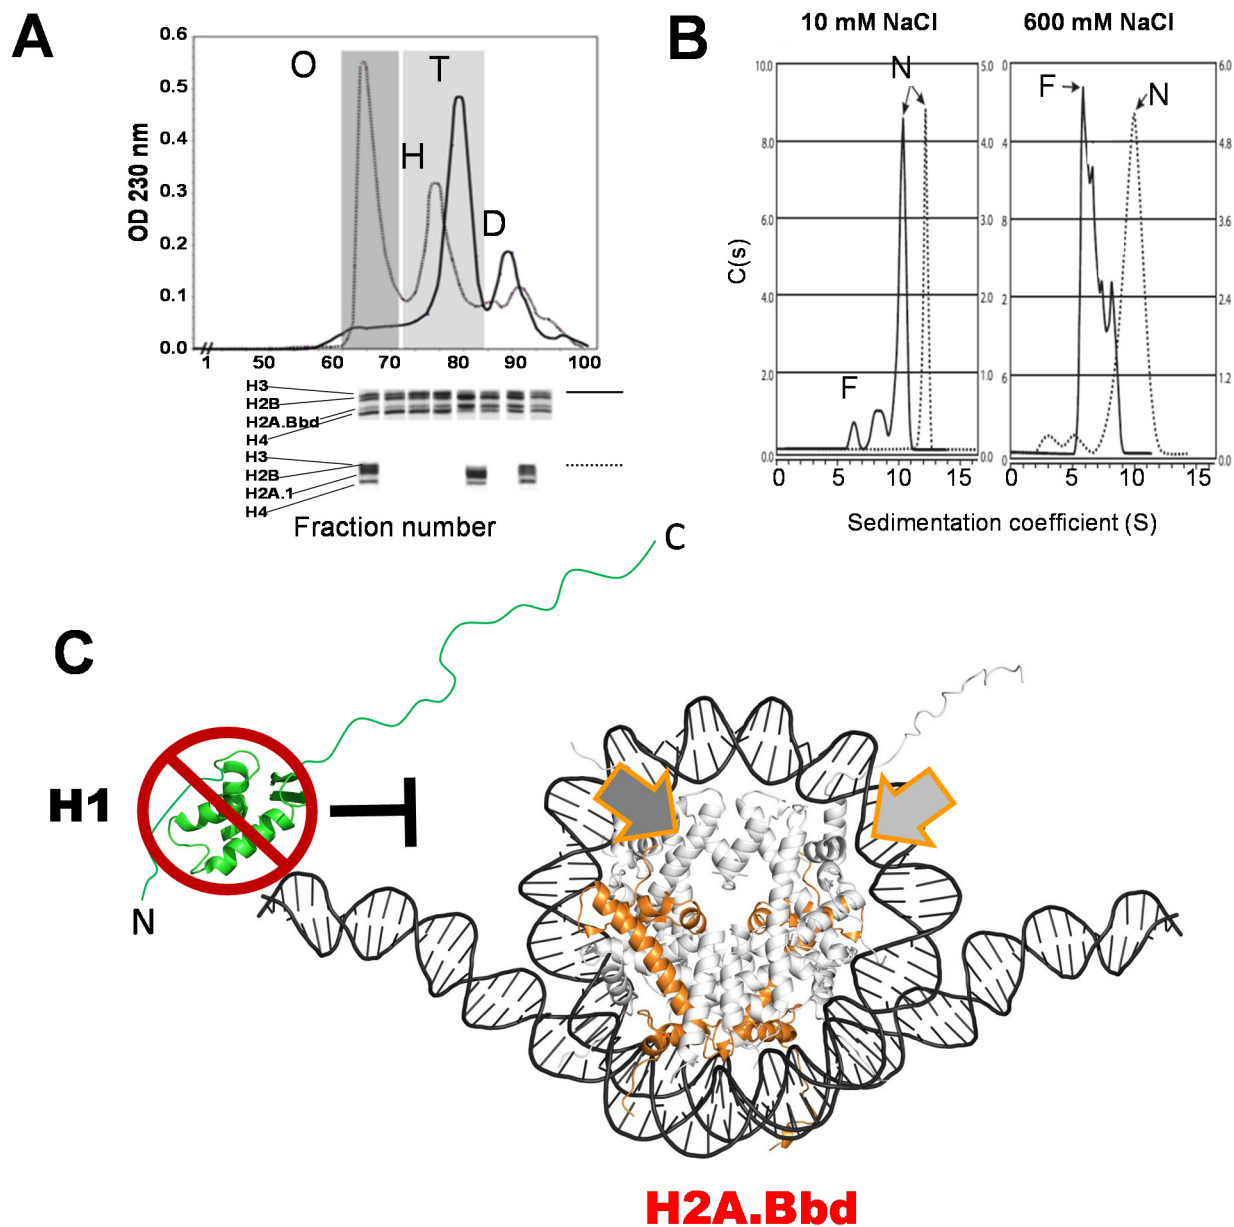 A
0.6
0.5
0.4
0.3
0.2
0.1
0.0
OD 230 nm
O
T
H
D
1 50 60 70 80 90 100
H3
H2B
H2A.Bbd
H4
H3
H2B
H2A.1
H4
Fraction number
B
10 mM NaCl 600 mM NaCl
10.0
8.0
6.0
4.0
2.0
0.0
C(s)
N
F
5.0
4.0
3.0
2.0
1.0
0.0
0 5 10 15
.0
4
8
2
6
0.0
F
N
6.0
4.8
3.6
2.4
1.2
0.0
0 5 10 15
Sedimentation coefficient (S)
C
C
H1
N
H2A.Bbd